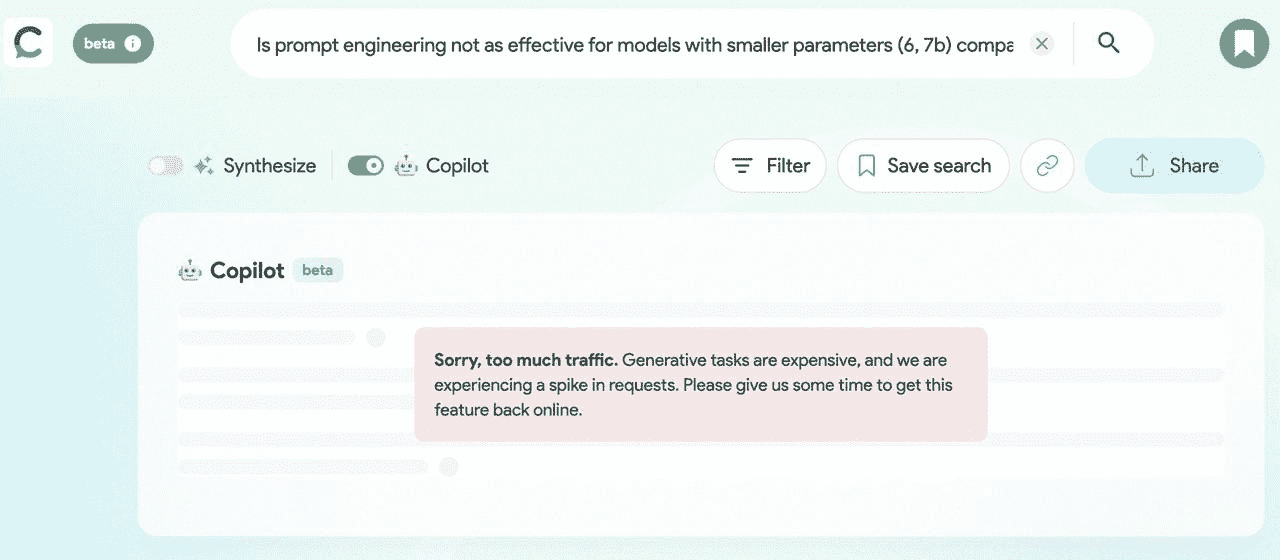 beta
Is prompt engineering not as effective for models with smaller parameters (6, 7b) compa
Synthesize
Copilot
Filter
Save search
Share
Copilot beta
Sorry, too much traffic. Generative tasks are expensive, and we are
experiencing a spike in requests. Please give us some time to get this
feature back online.